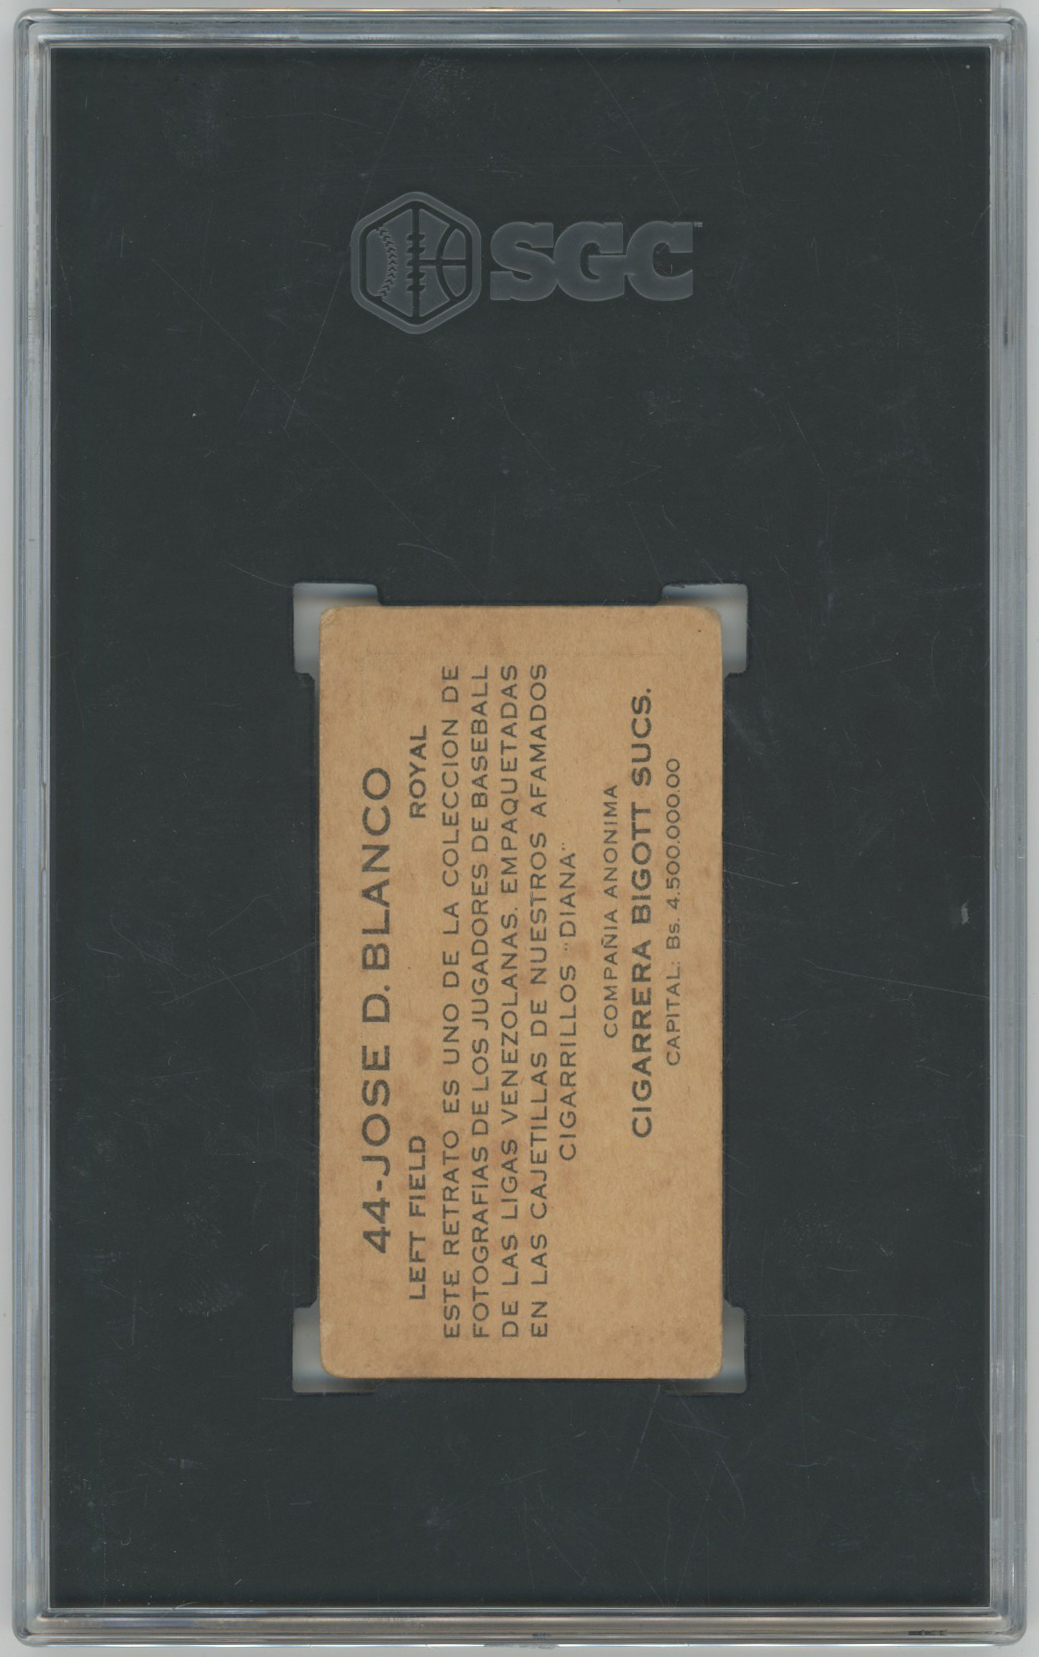 SGC™
44-JOSE D. BLANCO
LEFT FIELD ROYAL
ESTE RETRATO ES UNO DE LA COLECCION DE
FOTOGRAFIAS DE LOS JUGADORES DE BASEBALL
DE LAS LIGAS VENEZOLANAS, EMPAQUETADAS
EN LAS CAJETILLAS DE NUESTROS AFAMADOS
CIGARRILLOS "DIANA"
COMPAÑIA ANONIMA
CIGARRERA BIGOTT SUCS.
CAPITAL: Bs. 4.500.000.00